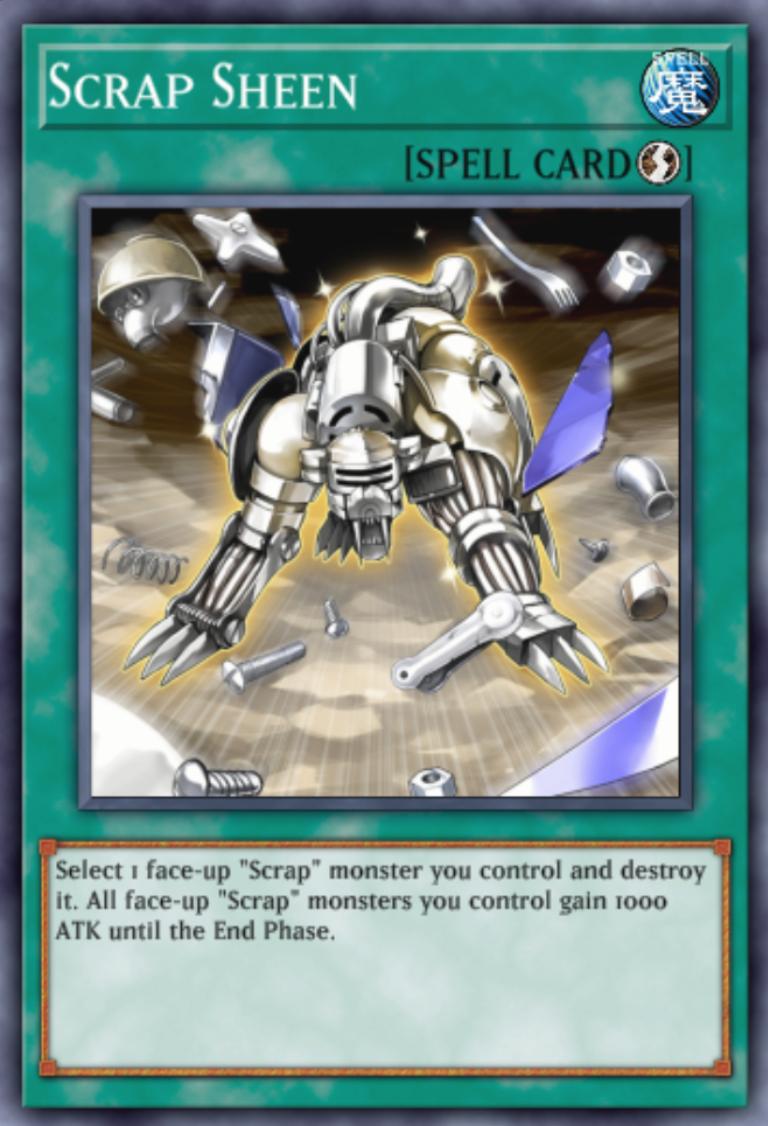 Scrap Sheen
SPELL
魔
[SPELL CARD]
Select 1 face-up "Scrap" monster you control and destroy
it. All face-up "Scrap" monsters you control gain 1000
ATK until the End Phase.